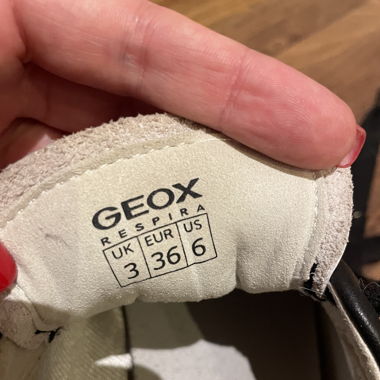 GEOX
RESPIRA
UK EUR US
3 36 6